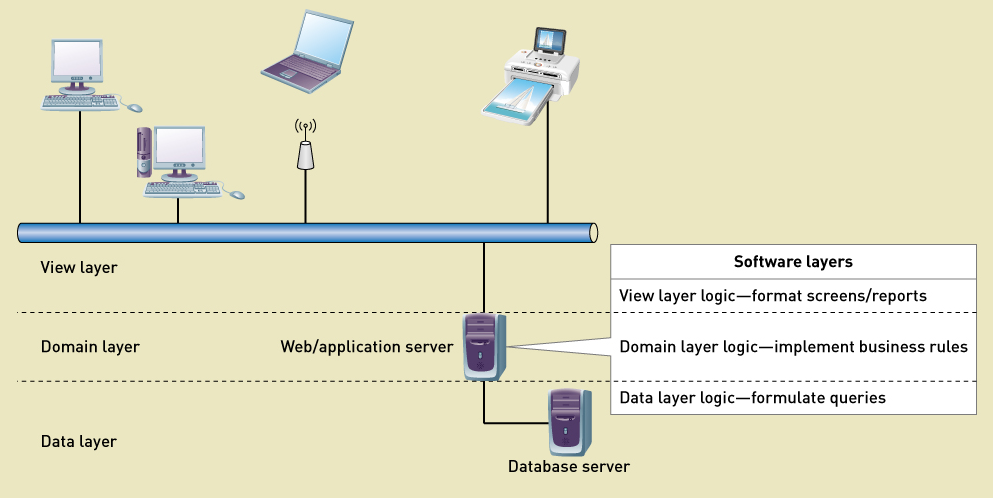 View layer
Software layers
View layer logic—format screens/reports
Domain layer
Web/application server
Domain layer logic—implement business rules
Data layer logic—formulate queries
Data layer
Database server